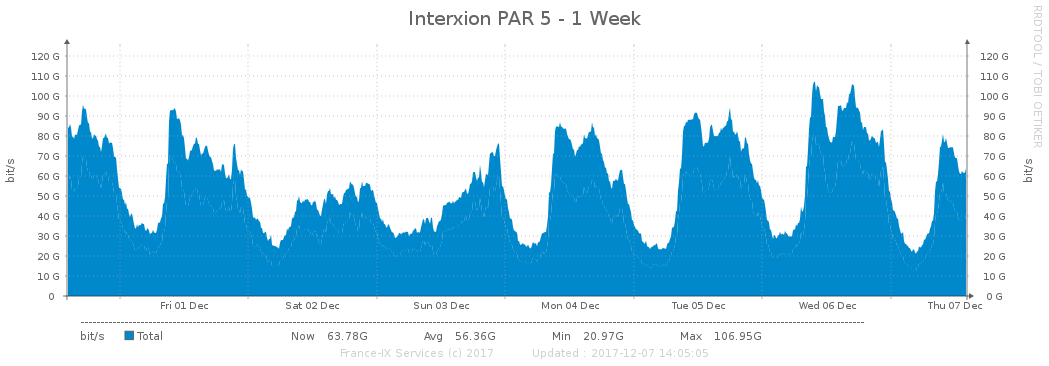 Interxion PAR 5 - 1 Week
RRDTOOL / TOBI OETIKER
bit/s
bit/s
120 G 120 G
110 G 110 G
100 G 100 G
90 G 90 G
80 G 80 G
70 G 70 G
60 G 60 G
50 G 50 G
40 G 40 G
30 G 30 G
20 G 20 G
10 G 10 G
0 0 G
Fri 01 Dec Sat 02 Dec Sun 03 Dec Mon 04 Dec Tue 05 Dec Wed 06 Dec Thu 07 Dec
bit/s Total Now 63.78G Avg 56.36G Min 20.97G Max 106.95G
France-IX Services (c) 2017 Updated : 2017-12-07 14:05:05